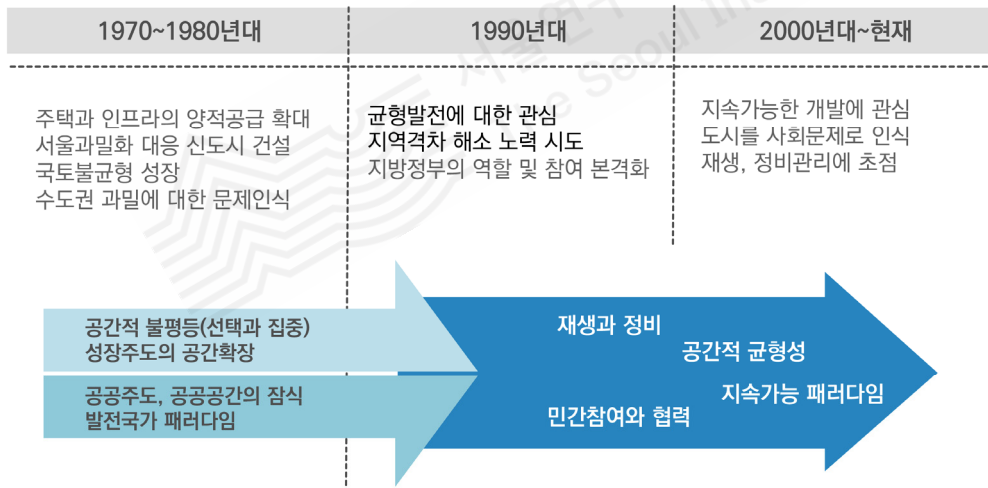 1970~1980년대
1990년대
2000년대~현재
주택과 인프라의 양적공급 확대
서울과밀화 대응 신도시 건설
국토불균형 성장
수도권 과밀에 대한 문제인식
균형발전에 대한 관심
지역격차 해소 노력 시도
지방정부의 역할 및 참여 본격화
지속가능한 개발에 관심
도시를 사회문제로 인식
재생, 정비관리에 초점
공간적 불평등(선택과 집중)
성장주도의 공간확장
공공주도, 공공공간의 잠식
발전국가 패러다임
재생과 정비
공간적 균형성
지속가능 패러다임
민간참여와 협력
서울연구
The Seoul Ins